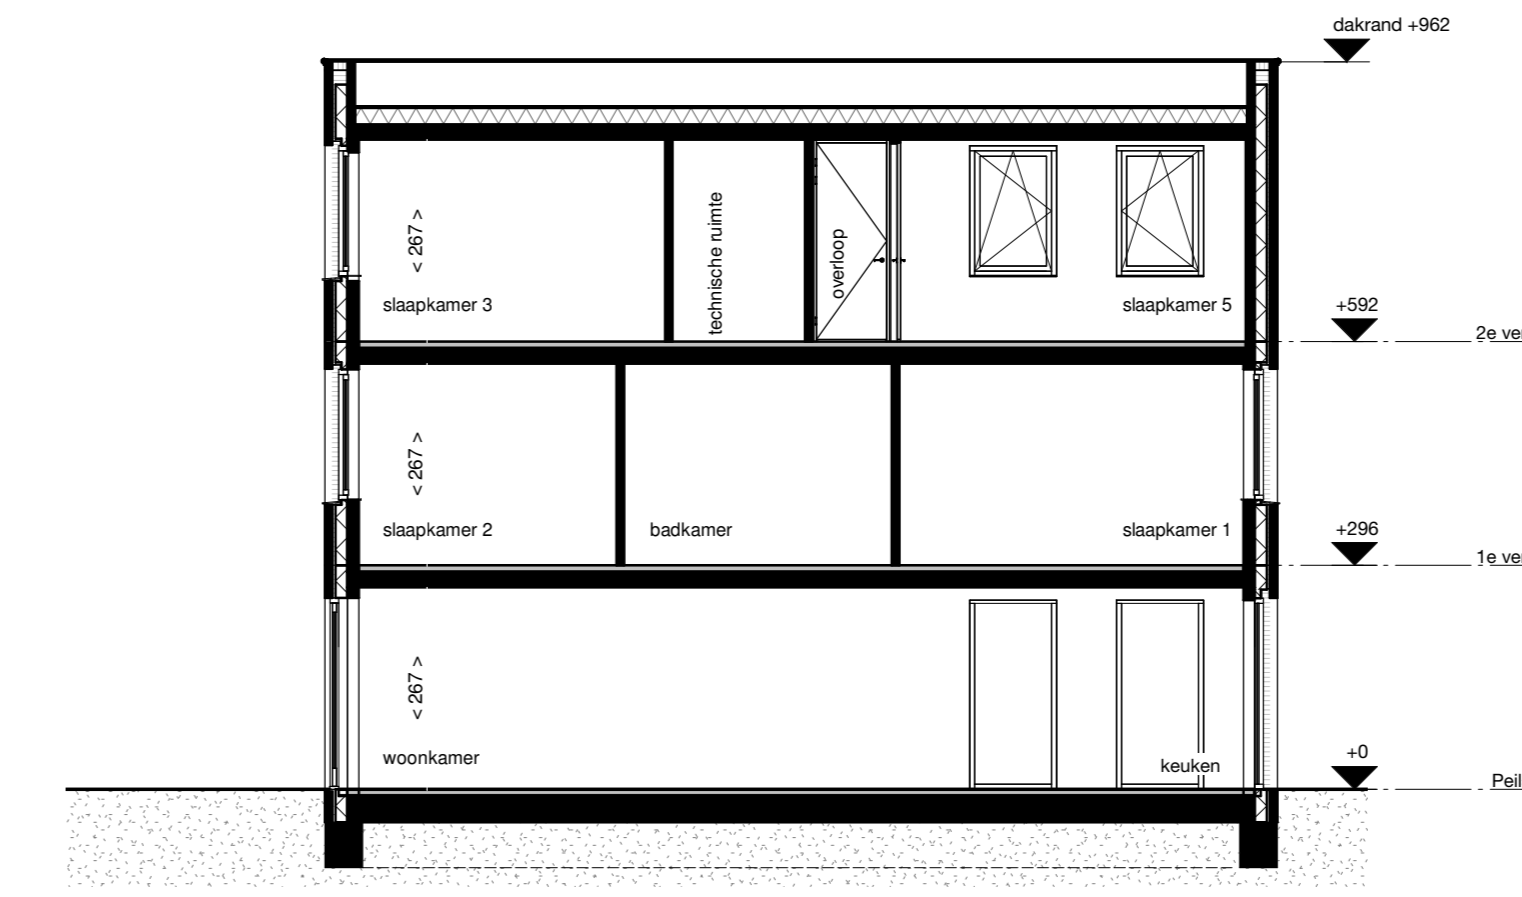 dakrand +962
< 267 >
technische ruimte
overloop
slaapkamer 3
slaapkamer 5
+592
2e ver
< 267 >
slaapkamer 2
badkamer
slaapkamer 1
+296
1e ver
< 267 >
woonkamer
keuken
+0
Peil